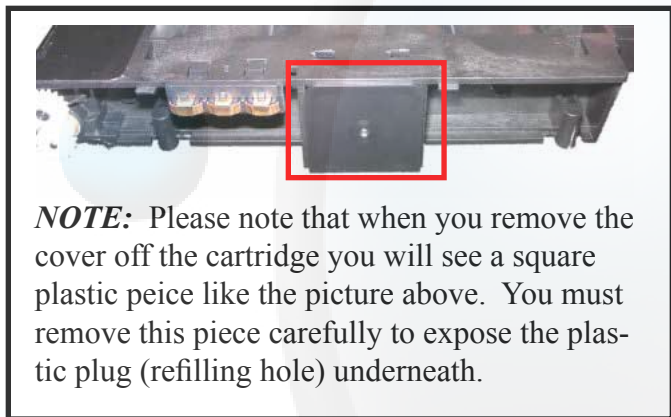 NOTE: Please note that when you remove the
cover off the cartridge you will see a square
plastic peice like the picture above. You must
remove this piece carefully to expose the plas-
tic plug (refilling hole) underneath.